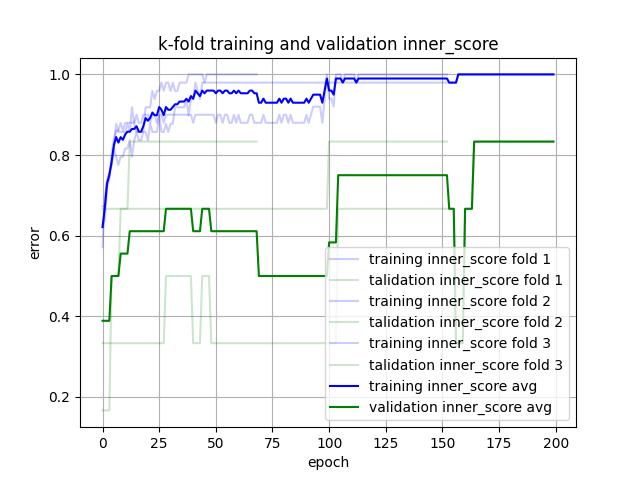 k-fold training and validation inner_score
error
1.0
0.8
0.6
0.4
0.2
training inner_score fold 1
talidation inner_score fold 1
training inner_score fold 2
talidation inner_score fold 2
training inner_score fold 3
talidation inner_score fold 3
training inner_score avg
validation inner_score avg
0 25 50 75 100 125 150 175 200
epoch